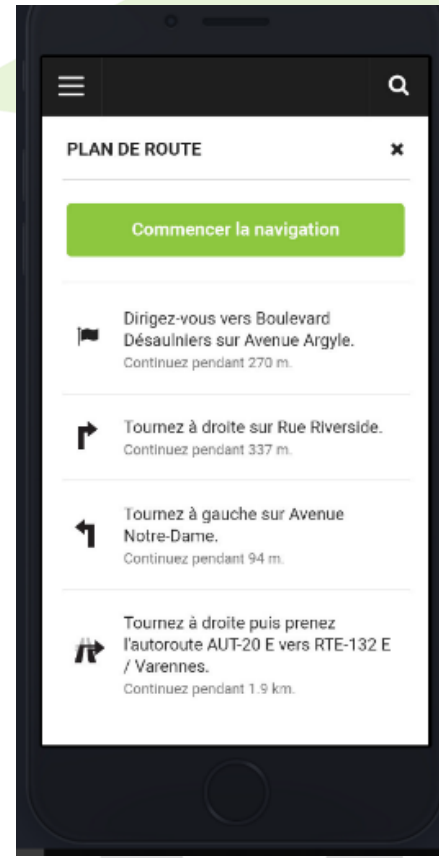 PLAN DE ROUTE
Commencer la navigation
Dirigez-vous vers Boulevard
Désaulniers sur Avenue Argyle.
Continuez pendant 270 m.
Tournez à droite sur Rue Riverside.
Continuez pendant 337 m.
Tournez à gauche sur Avenue
Notre-Dame.
Continuez pendant 94 m.
Tournez à droite puis prenez
l'autoroute AUT-20 E vers RTE-132 E
/ Varennes.
Continuez pendant 1.9 km.